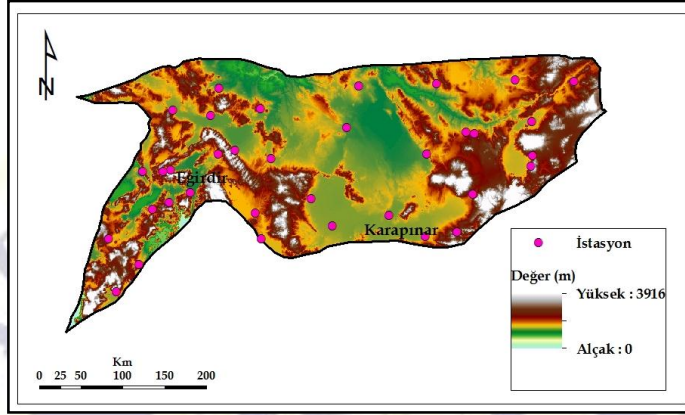 N
Eğirdir
Karapınar
İstasyon
Değer (m)
Yüksek : 3916
Alçak : 0
Km
0 25 50 100 150 200